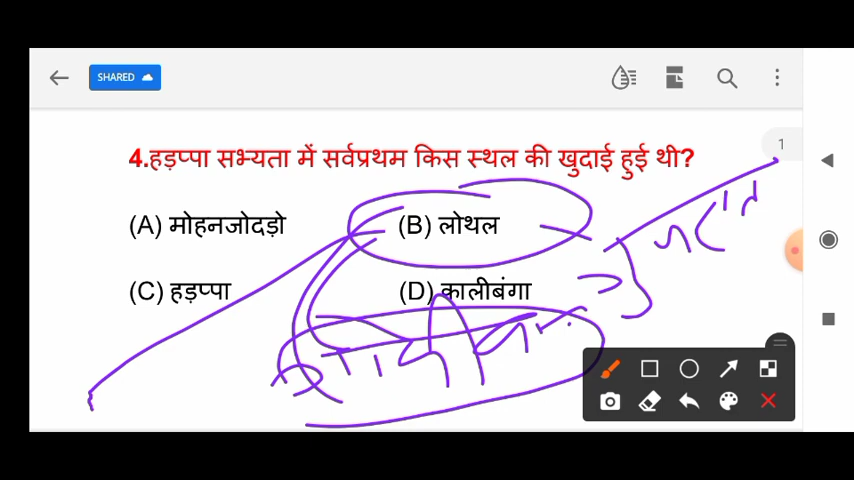 SHARED
1
4.हड़प्पा सभ्यता में सर्वप्रथम किस स्थल की खुदाई हुई थी?
(A) मोहनजोदड़ो (B) लोथल
(C) हड़प्पा (D) कालीबंगा